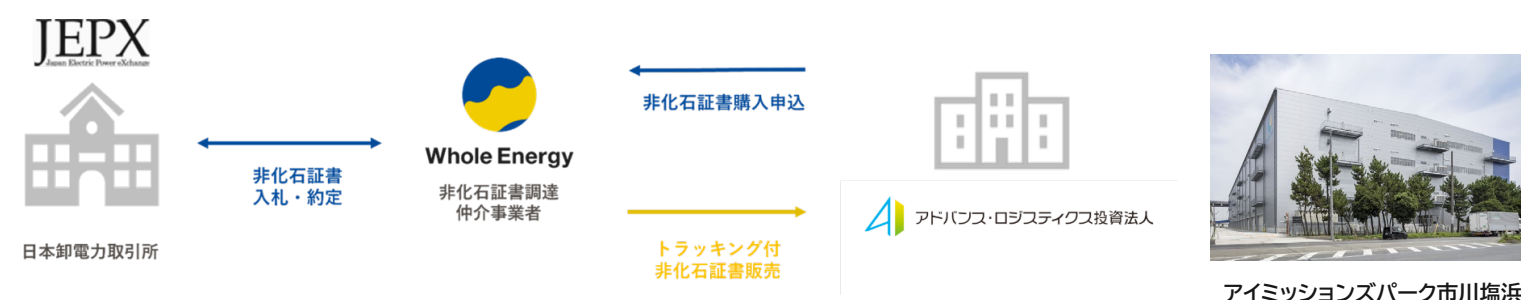 JEPX
Japan Electric Power eXchange
日本卸電力取引所
非化石証書
入札・約定
Whole Energy
非化石証書調達
仲介事業者
非化石証書購入申込
トラッキング付
非化石証書販売
アドバンス・ロジスティクス投資法人
アイミッションズパーク市川塩浜